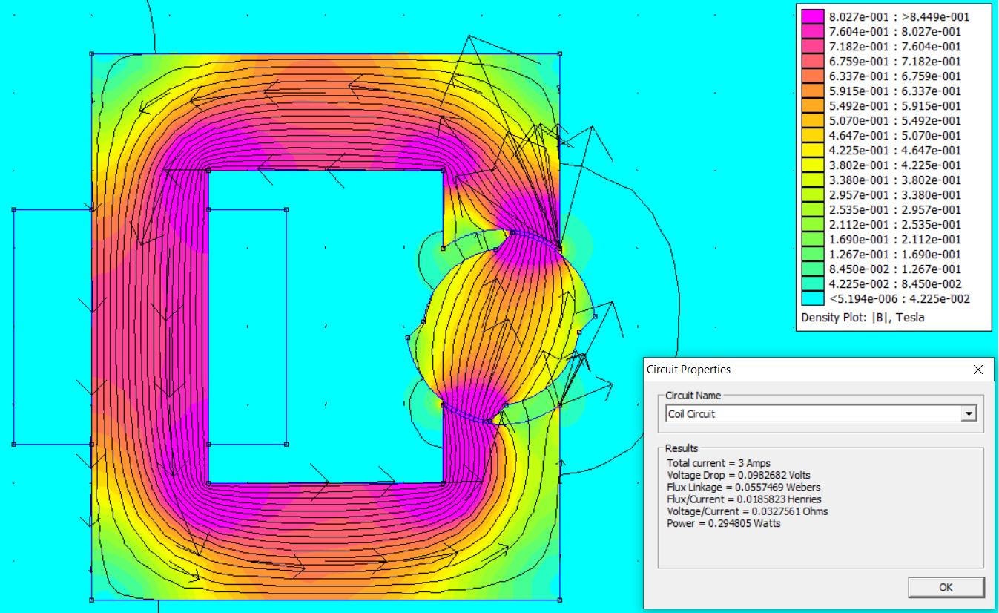 8.027e-001 : >8.449e-001
7.604e-001 : 8.027e-001
7.182e-001 : 7.604e-001
6.759e-001 : 7.182e-001
6.337e-001 : 6.759e-001
5.915e-001 : 6.337e-001
5.492e-001 : 5.915e-001
5.070e-001 : 5.492e-001
4.647e-001 : 5.070e-001
4.225e-001 : 4.647e-001
3.802e-001 : 4.225e-001
3.380e-001 : 3.802e-001
2.957e-001 : 3.380e-001
2.535e-001 : 2.957e-001
2.112e-001 : 2.535e-001
1.690e-001 : 2.112e-001
1.267e-001 : 1.690e-001
8.450e-002 : 1.267e-001
4.225e-002 : 8.450e-002
<5.194e-006 : 4.225e-002
Density Plot: |B|, Tesla
Circuit Properties
Circuit Name
Coil Circuit
Results
Total current = 3 Amps
Voltage Drop = 0.0982682 Volts
Flux Linkage = 0.0557469 Webers
Flux/Current = 0.0185823 Henries
Voltage/Current = 0.0327561 Ohms
Power = 0.294805 Watts
OK